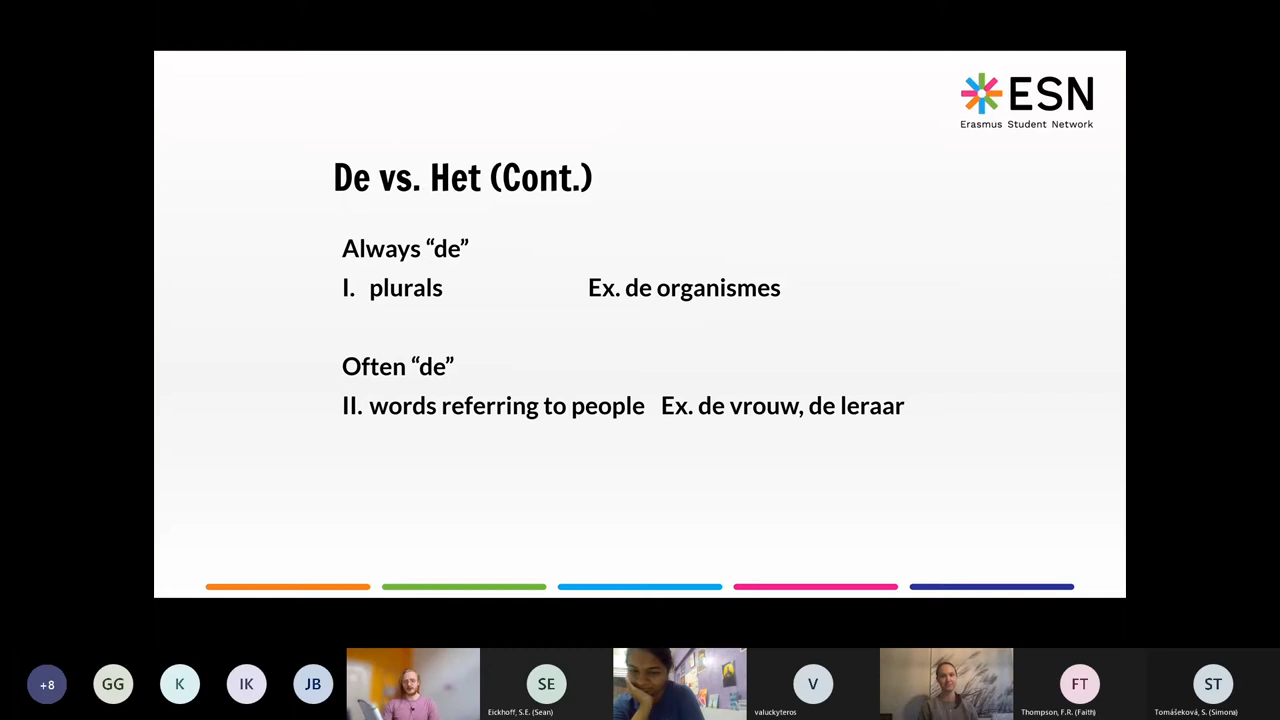 ESN
Erasmus Student Network
De vs. Het (Cont.)
Always “de”
I. plurals Ex. de organismes
Often “de”
II. words referring to people Ex. de vrouw, de leraar
+8
GG
K
IK
JB
SE
Eickhoff, S.E. (Sean)
V
valuckyteros
FT
Thompson, F.R. (Faith)
ST
Tomášeková, S. (Simona)